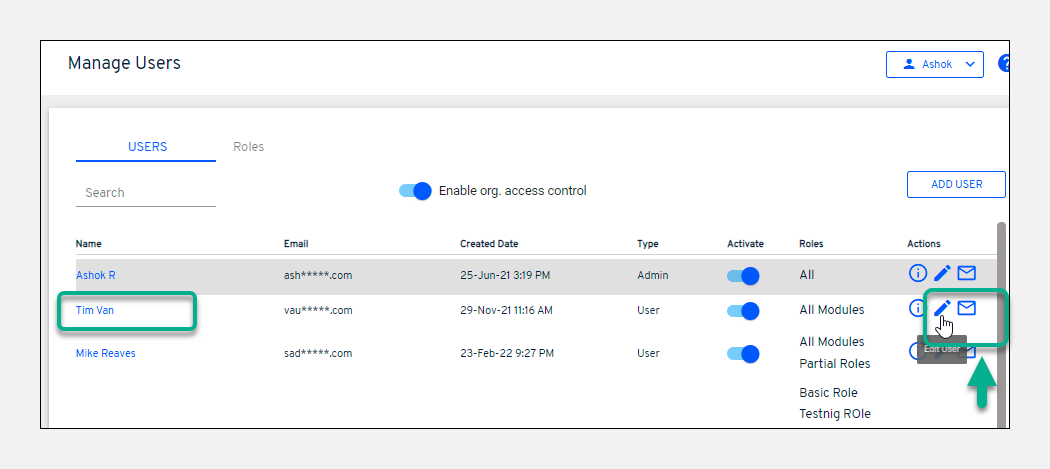 Manage Users
Ashok
?
USERS Roles
Search
Enable org. access control
ADD USER
Name Email Created Date Type Activate Roles Actions
Ashok R ash*****.com 25-Jun-21 3:19 PM Admin All
Tim Van vau*****.com 29-Nov-21 11:16 AM User All Modules
Mike Reaves sad*****.com 23-Feb-22 9:27 PM User All Modules
Edit User
Partial Roles
Basic Role
Testnig ROle